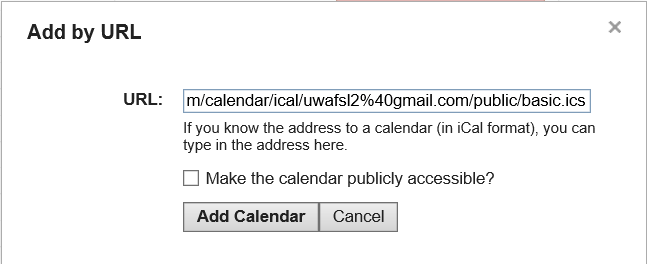 Add by URL
URL: m/calendar/ical/uwafsl2%40gmail.com/public/basic.ics
If you know the address to a calendar (in iCal format), you can
type in the address here.
Make the calendar publicly accessible?
Add Calendar Cancel